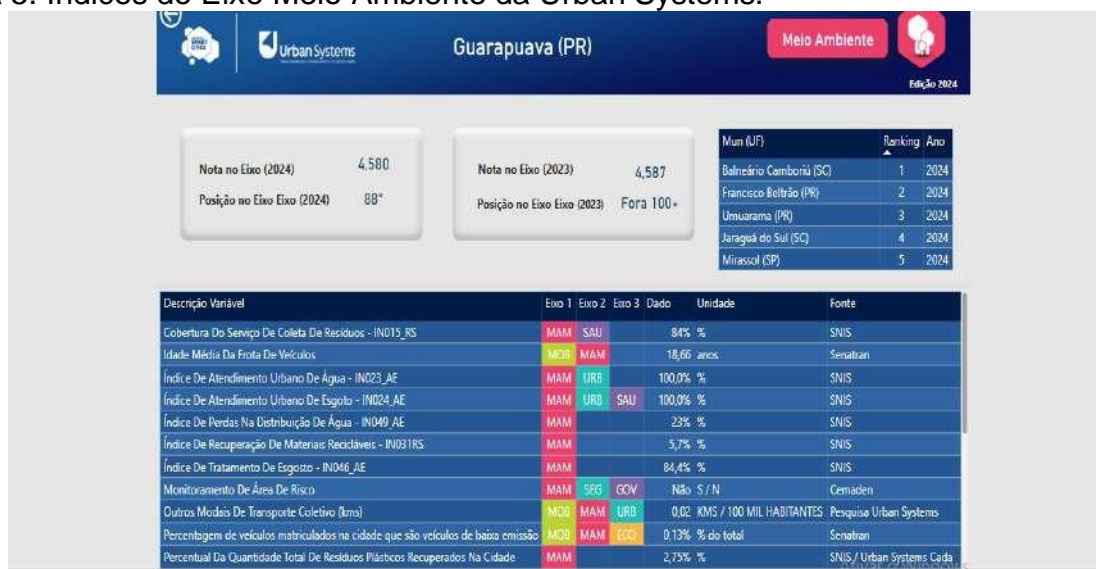 3. Índices do Eixo Meio Ambiente da Urban Systems.
Urban Systems
Guarapuava (PR)
Meio Ambiente
Edição 2024
Nota no Eixo (2024) 4,580
Posição no Eixo Eixo (2024) 88°
Nota no Eixo (2023) 4,587
Posição no Eixo Eixo (2023) Fora 100+
Mun (UF) Ranking Ano
Balneário Camboriú (SC) 1 2024
Francisco Beltrão (PR) 2 2024
Umuarama (PR) 3 2024
Jaraguá do Sul (SC) 4 2024
Mirassol (SP) 5 2024
Descrição Variável Eixo 1 Eixo 2 Eixo 3 Dado Unidade Fonte
Cobertura Do Serviço De Coleta De Resíduos - IN015_RS MAM SAU 84% % SNIS
Idade Média Da Frota De Veículos MOB MAM 18,66 anos Senatran
Índice De Atendimento Urbano De Água - IN023_AE MAM URB 100,0% % SNIS
Índice De Atendimento Urbano De Esgoto - IN024_AE MAM URB SAU 100,0% % SNIS
Índice De Perdas Na Distribuição De Água - IN049_AE MAM 23% % SNIS
Índice De Recuperação De Materiais Recicláveis - IN031RS MAM 5,7% % SNIS
Índice De Tratamento De Esgosto - IN046_AE MAM 84,4% % SNIS
Monitoramento De Área De Risco MAM SEG GOV Não S / N Cemaden
Outros Modais De Transporte Coletivo (kms) MOB MAM URB 0,02 KMS / 100 MIL HABITANTES Pesquisa Urban Systems
Percentagem de veículos matriculados na cidade que são veículos de baixa emissão MOB MAM ECO 0,13% % do total Senatran
Percentual Da Quantidade Total De Resíduos Plásticos Recuperados Na Cidade MAM 2,75% % SNIS / Urban Systems Cada